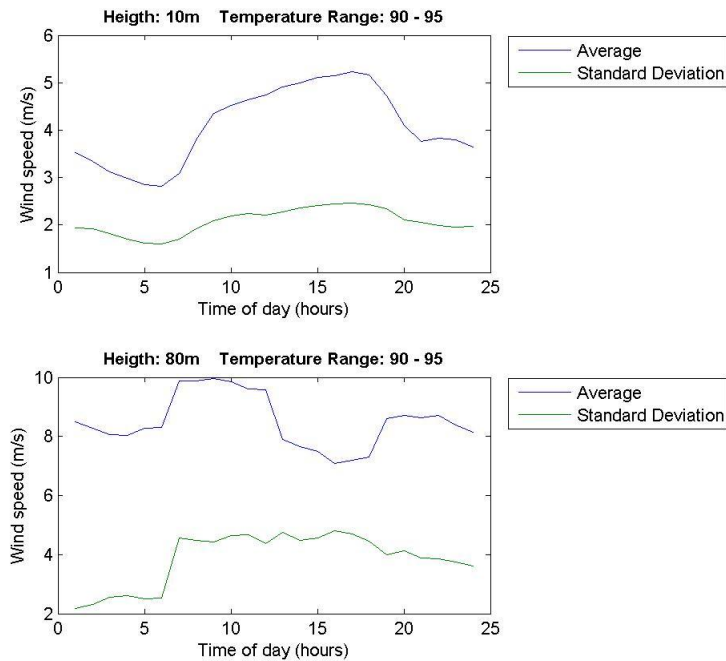 Heigth: 10m Temperature Range: 90 - 95
6
5
4
3
2
1
Wind speed (m/s)
0 5 10 15 20 25
Time of day (hours)
Average
Standard Deviation
Heigth: 80m Temperature Range: 90 - 95
10
8
6
4
2
Wind speed (m/s)
0 5 10 15 20 25
Time of day (hours)
Average
Standard Deviation